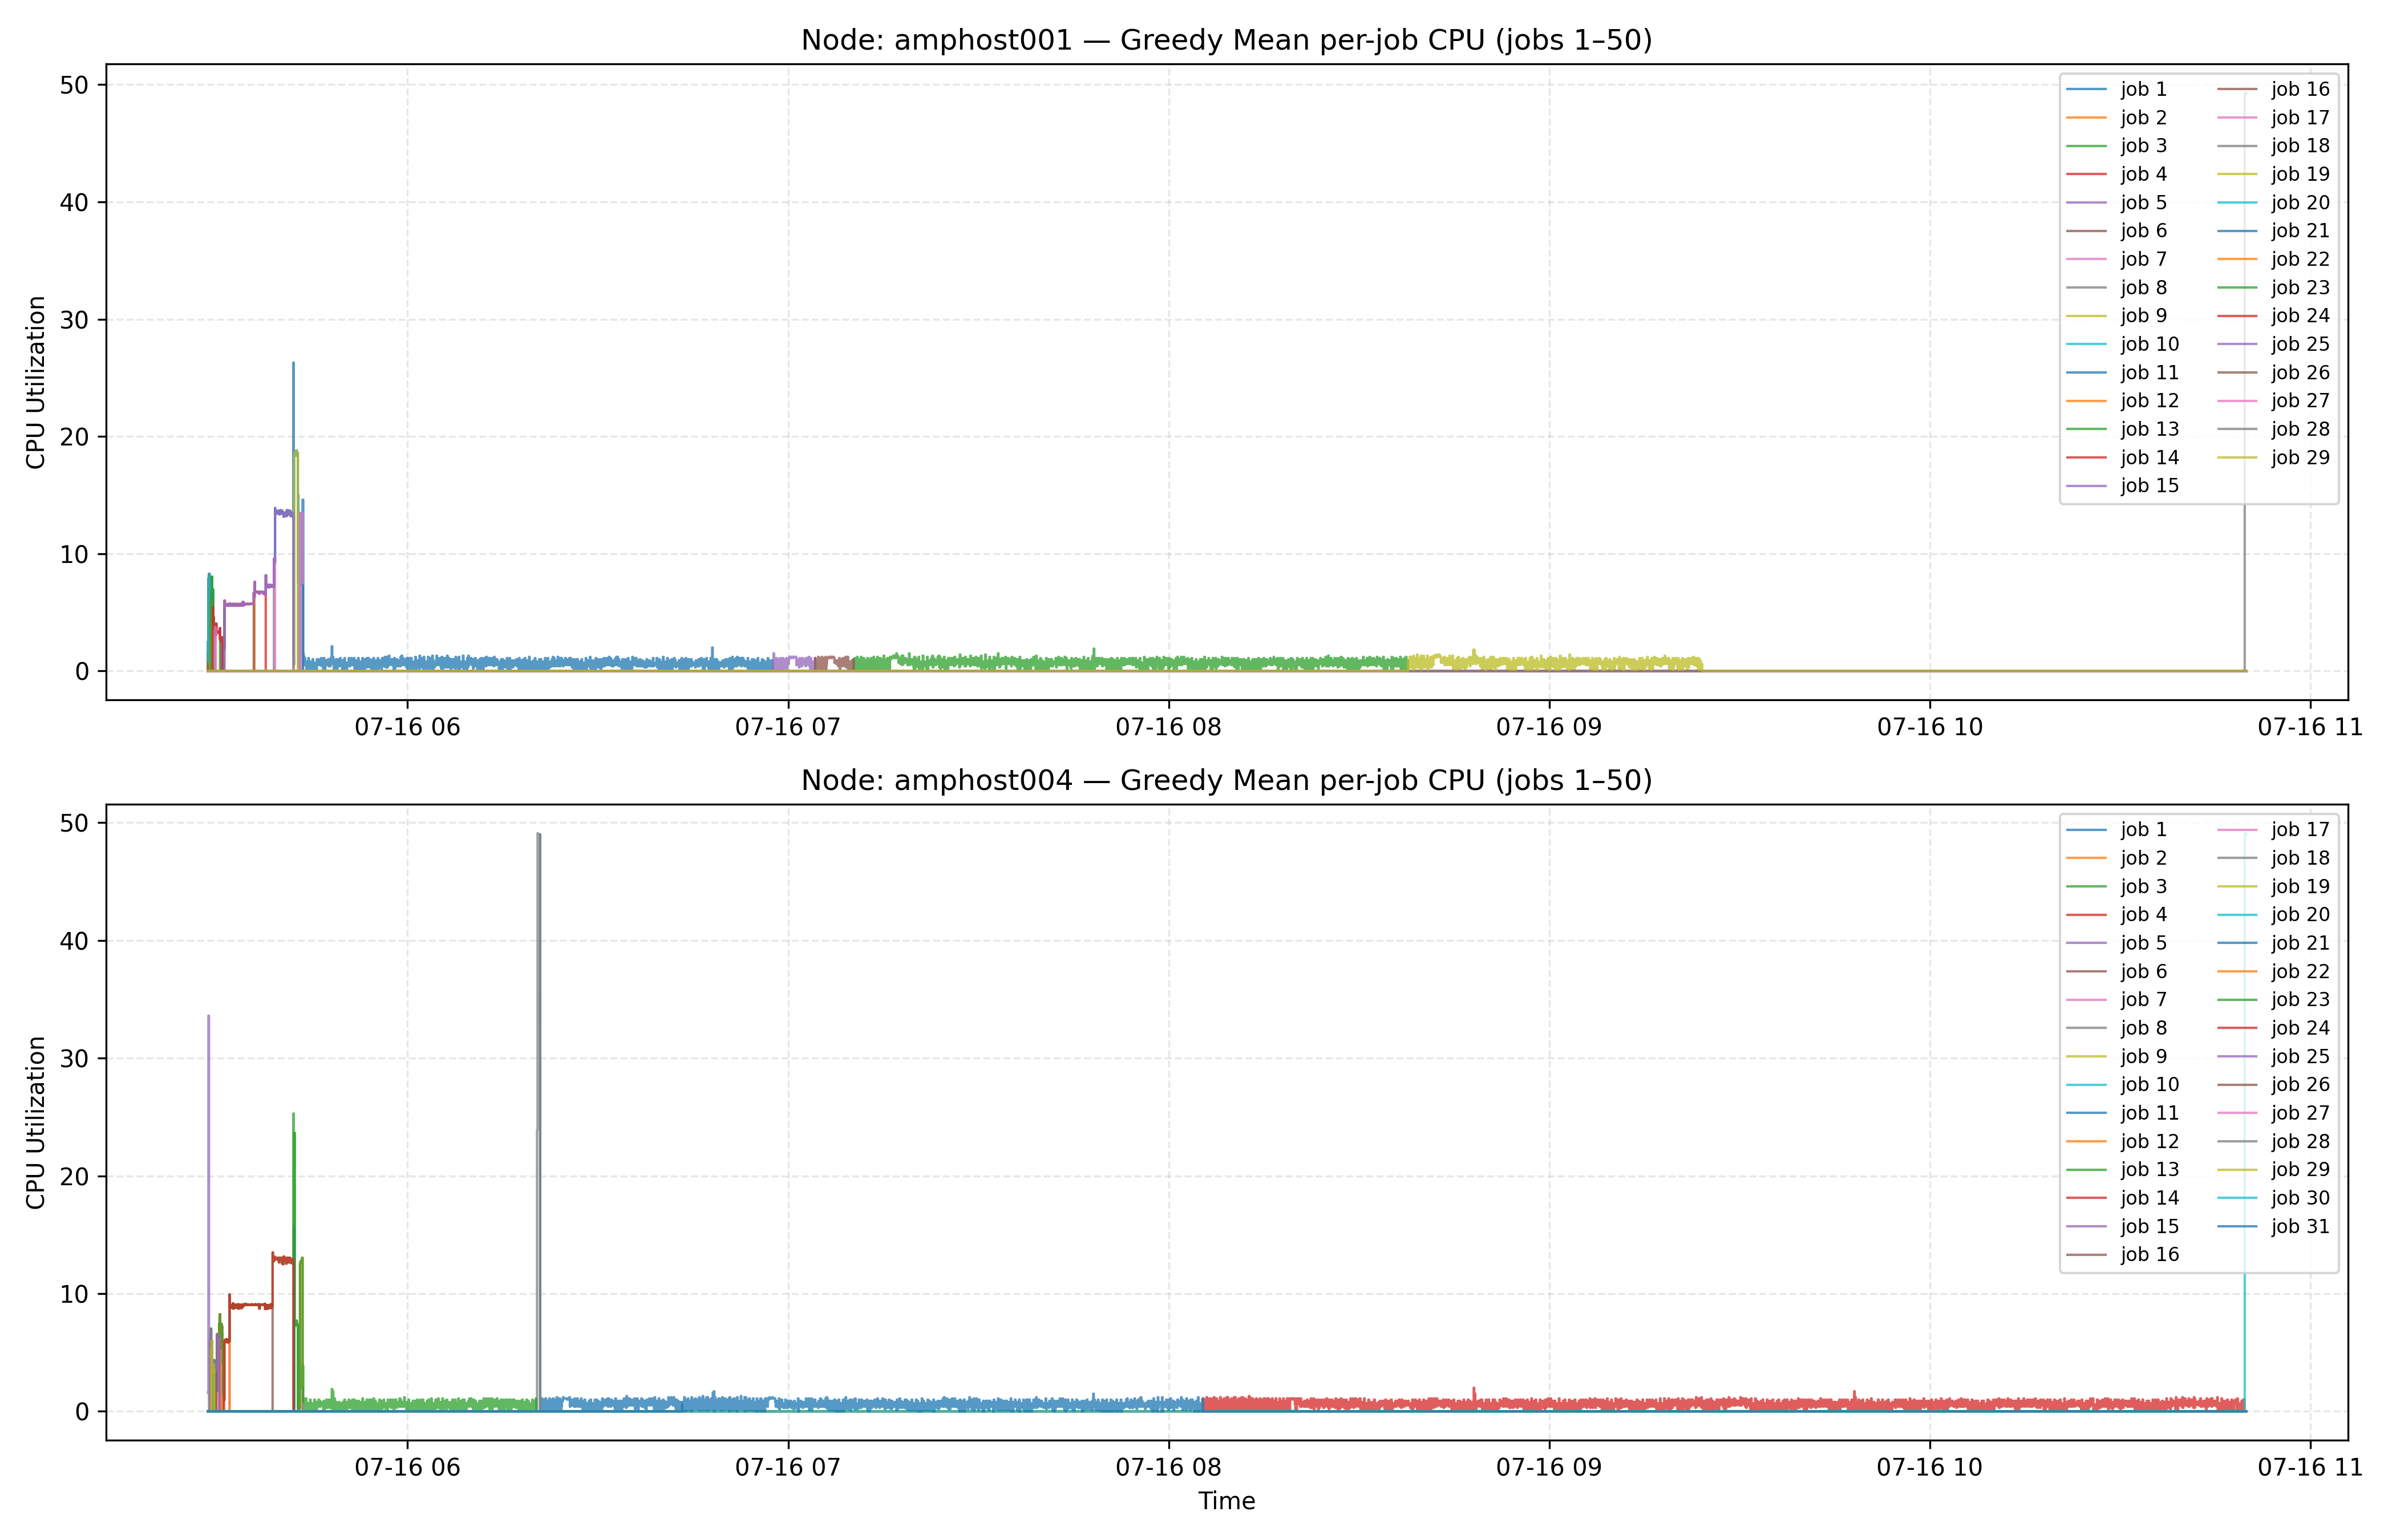 Node: amphost001 — Greedy Mean per-job CPU (jobs 1–50)
CPU Utilization
50
40
30
20
10
0
job 1
job 2
job 3
job 4
job 5
job 6
job 7
job 8
job 9
job 10
job 11
job 12
job 13
job 14
job 15
job 16
job 17
job 18
job 19
job 20
job 21
job 22
job 23
job 24
job 25
job 26
job 27
job 28
job 29
07-16 06
07-16 07
07-16 08
07-16 09
07-16 10
07-16 11
Node: amphost004 — Greedy Mean per-job CPU (jobs 1–50)
CPU Utilization
50
40
30
20
10
0
job 1
job 2
job 3
job 4
job 5
job 6
job 7
job 8
job 9
job 10
job 11
job 12
job 13
job 14
job 15
job 16
job 17
job 18
job 19
job 20
job 21
job 22
job 23
job 24
job 25
job 26
job 27
job 28
job 29
job 30
job 31
07-16 06
07-16 07
07-16 08
07-16 09
07-16 10
07-16 11
Time